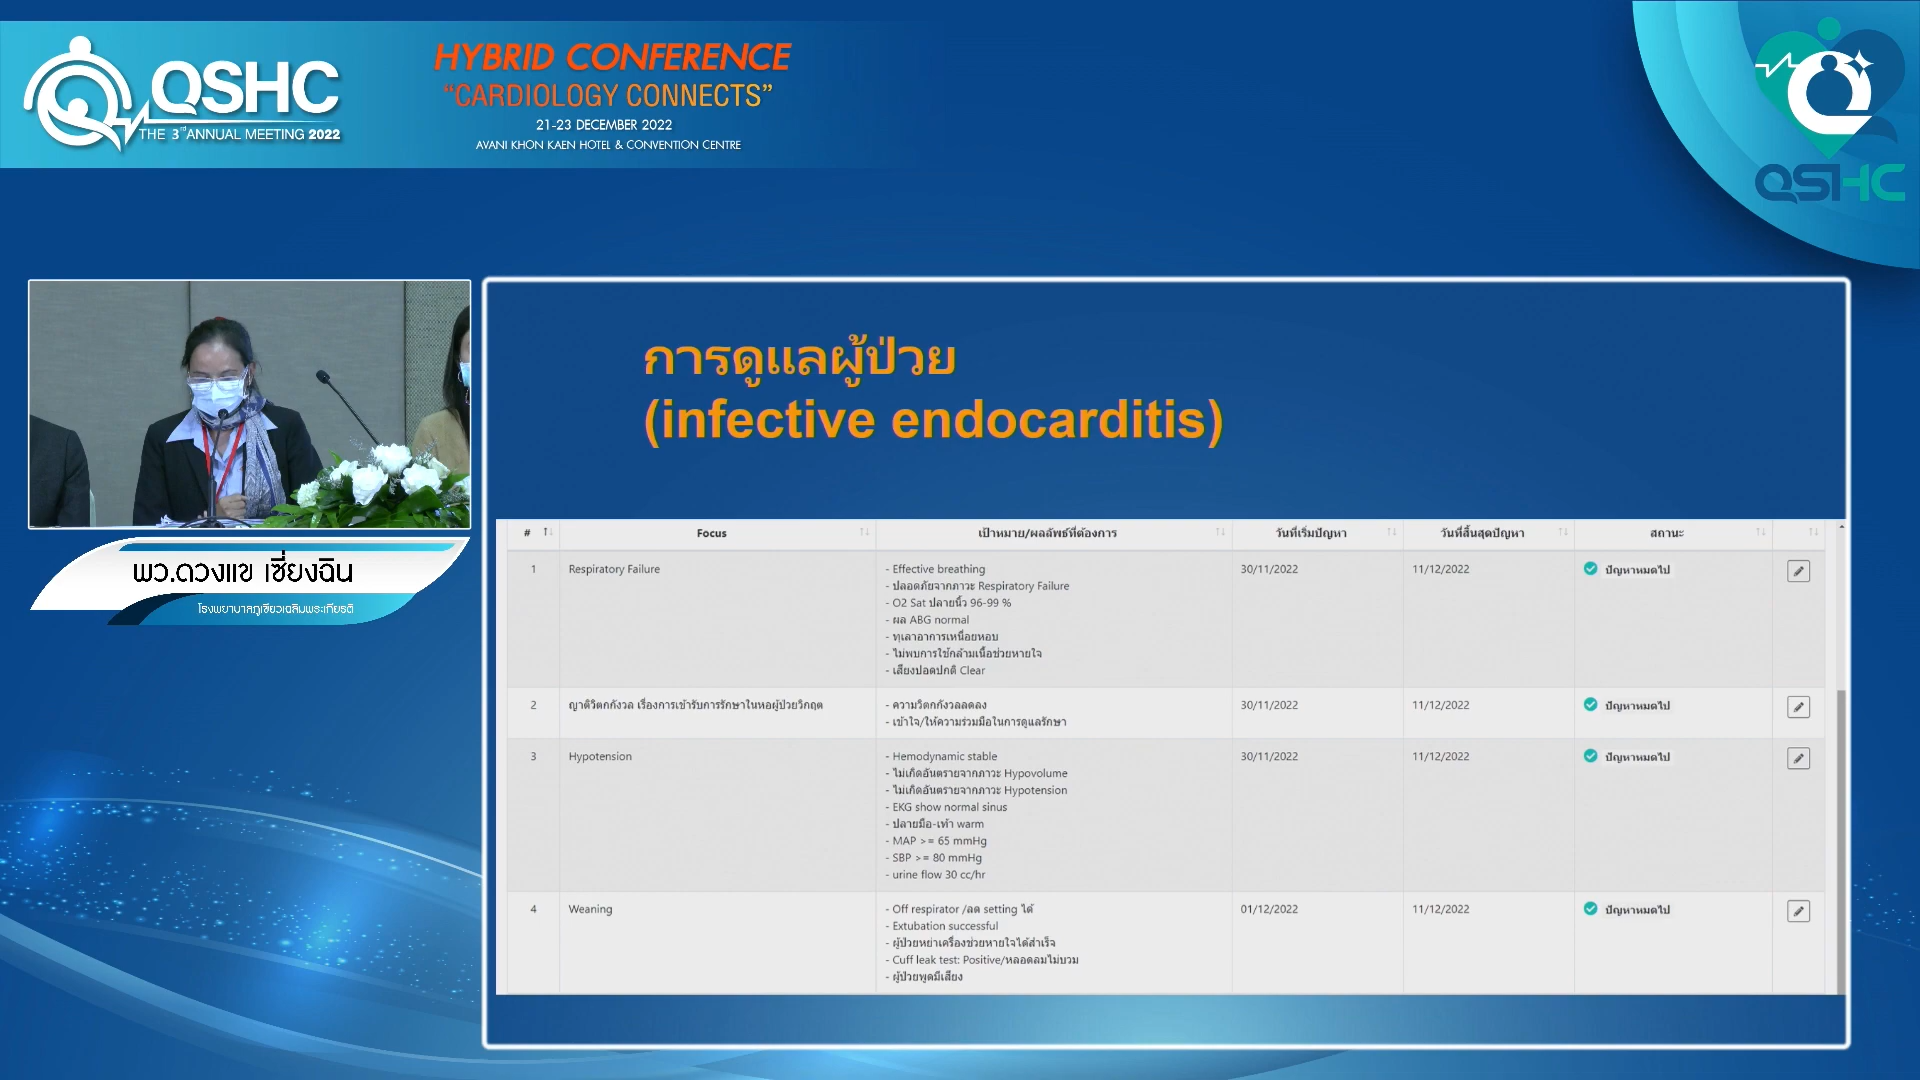 QSHC
THE 3rd ANNUAL MEETING 2022
HYBRID CONFERENCE
“CARDIOLOGY CONNECTS”
21-23 DECEMBER 2022
AVANI KHON KAEN HOTEL & CONVENTION CENTRE
QSHC
พว.ดวงแข เซี่ยงฉิน
โรงพยาบาลภูเขียวเฉลิมพระเกียรติ
การดูแลผู้ป่วย
(infective endocarditis)
# Focus เป้าหมาย/ผลลัพธ์ที่ต้องการ วันที่เริ่มปัญหา วันที่สิ้นสุดปัญหา สถานะ
1 Respiratory Failure - Effective breathing 30/11/2022 11/12/2022 ปัญหาหมดไป
- ปลอดภัยจากภาวะ Respiratory Failure
- O2 Sat ปลายนิ้ว 96-99 %
- ผล ABG normal
- ทุเลาอาการเหนื่อยหอบ
- ไม่พบการใช้กล้ามเนื้อช่วยหายใจ
- เสียงปอดปกติ Clear
2 ญาติวิตกกังวล เรื่องการเข้ารับการรักษาในหอผู้ป่วยวิกฤต - ความวิตกกังวลลดลง 30/11/2022 11/12/2022 ปัญหาหมดไป
- เข้าใจ/ให้ความร่วมมือในการดูแลรักษา
3 Hypotension - Hemodynamic stable 30/11/2022 11/12/2022 ปัญหาหมดไป
- ไม่เกิดอันตรายจากภาวะ Hypovolume
- ไม่เกิดอันตรายจากภาวะ Hypotension
- EKG show normal sinus
- ปลายมือ-เท้า warm
- MAP >= 65 mmHg
- SBP >= 80 mmHg
- urine flow 30 cc/hr
4 Weaning - Off respirator /ลด setting ได้ 01/12/2022 11/12/2022 ปัญหาหมดไป
- Extubation successful
- ผู้ป่วยหย่าเครื่องช่วยหายใจได้สำเร็จ
- Cuff leak test: Positive/หลอดลมไม่บวม
- ผู้ป่วยพูดมีเสียง